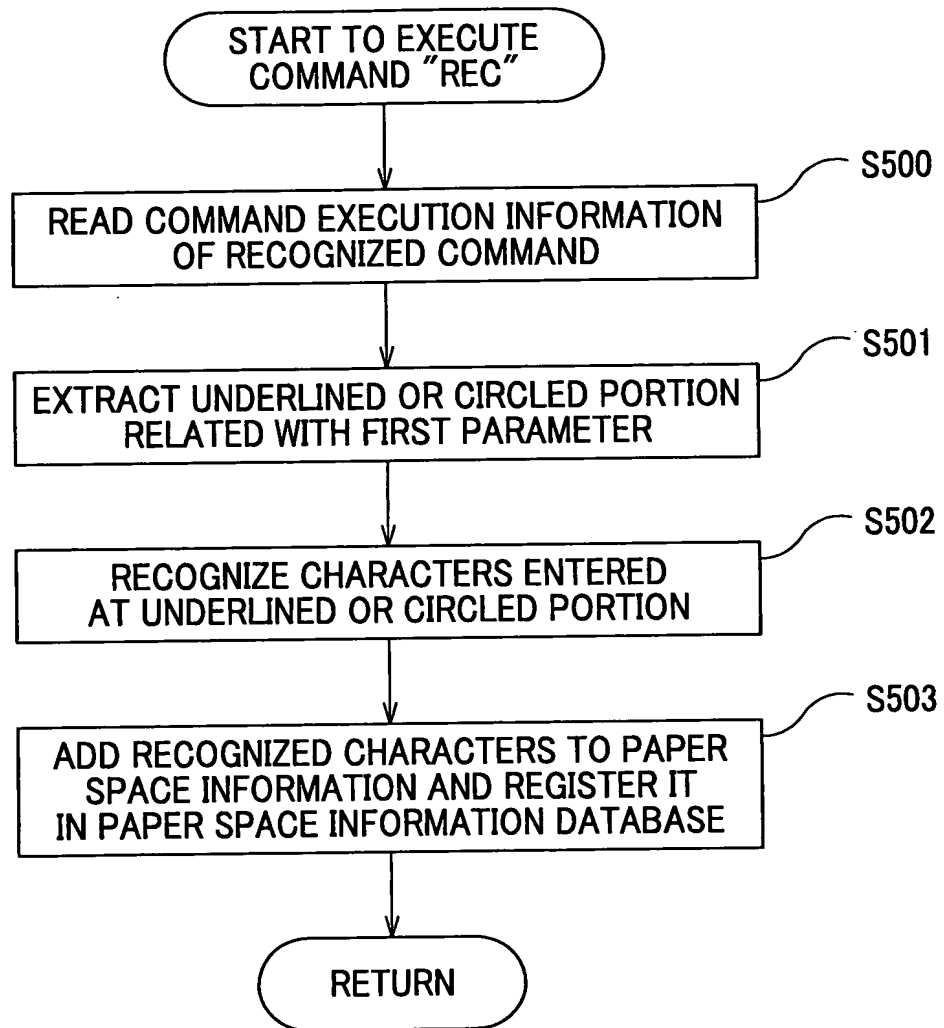 START TO EXECUTE
COMMAND "REC"
S500
READ COMMAND EXECUTION INFORMATION
OF RECOGNIZED COMMAND
S501
EXTRACT UNDERLINED OR CIRCLED PORTION
RELATED WITH FIRST PARAMETER
S502
RECOGNIZE CHARACTERS ENTERED
AT UNDERLINED OR CIRCLED PORTION
S503
ADD RECOGNIZED CHARACTERS TO PAPER
SPACE INFORMATION AND REGISTER IT
IN PAPER SPACE INFORMATION DATABASE
RETURN